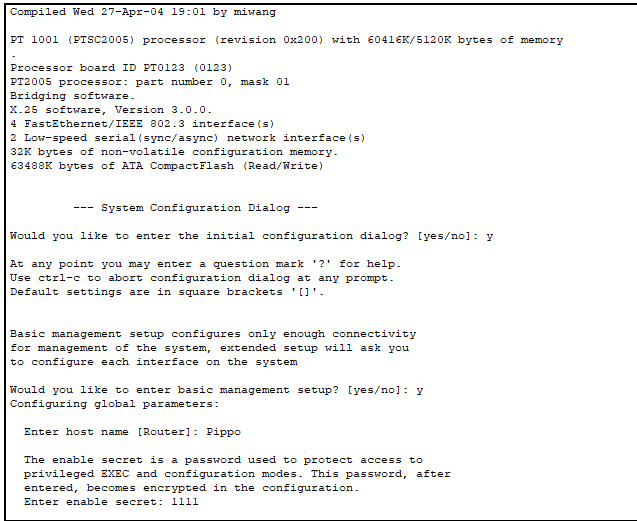 Compiled Wed 27-Apr-04 19:01 by miwang
PT 1001 (PTSC2005) processor (revision 0x200) with 60416K/5120K bytes of memory
.
Processor board ID PT0123 (0123)
PT2005 processor: part number 0, mask 01
Bridging software.
X.25 software, Version 3.0.0.
4 FastEthernet/IEEE 802.3 interface(s)
2 Low-speed serial(sync/async) network interface(s)
32K bytes of non-volatile configuration memory.
63488K bytes of ATA CompactFlash (Read/Write)
--- System Configuration Dialog ---
Would you like to enter the initial configuration dialog? [yes/no]: y
At any point you may enter a question mark '?' for help.
Use ctrl-c to abort configuration dialog at any prompt.
Default settings are in square brackets '[]'.
Basic management setup configures only enough connectivity
for management of the system, extended setup will ask you
to configure each interface on the system
Would you like to enter basic management setup? [yes/no]: y
Configuring global parameters:
Enter host name [Router]: Pippo
The enable secret is a password used to protect access to
privileged EXEC and configuration modes. This password, after
entered, becomes encrypted in the configuration.
Enter enable secret: 1111